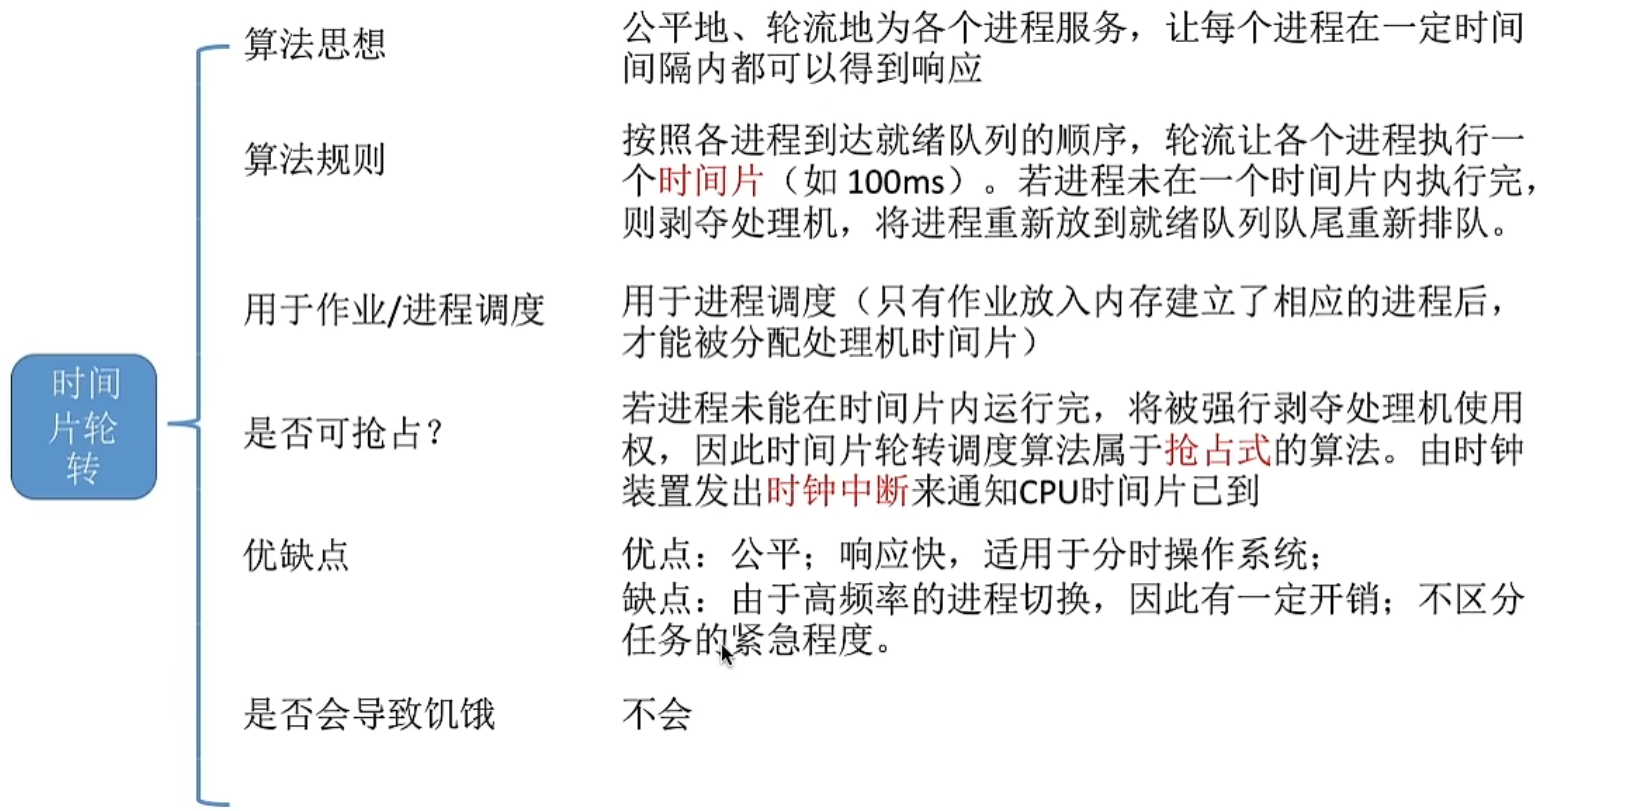 时间
片轮
转
算法思想
公平地、轮流地为各个进程服务，让每个进程在一定时间
间隔内都可以得到响应
算法规则
按照各进程到达就绪队列的顺序，轮流让各个进程执行一
个时间片（如 100ms）。若进程未在一个时间片内执行完，
则剥夺处理机，将进程重新放到就绪队列队尾重新排队。
用于作业/进程调度
用于进程调度（只有作业放入内存建立了相应的进程后，
才能被分配处理机时间片）
是否可抢占？
若进程未能在时间片内运行完，将被强行剥夺处理机使用
权，因此时间片轮转调度算法属于抢占式的算法。由时钟
装置发出时钟中断来通知CPU时间片已到
优缺点
优点：公平；响应快，适用于分时操作系统；
缺点：由于高频率的进程切换，因此有一定开销；不区分
任务的紧急程度。
是否会导致饥饿
不会